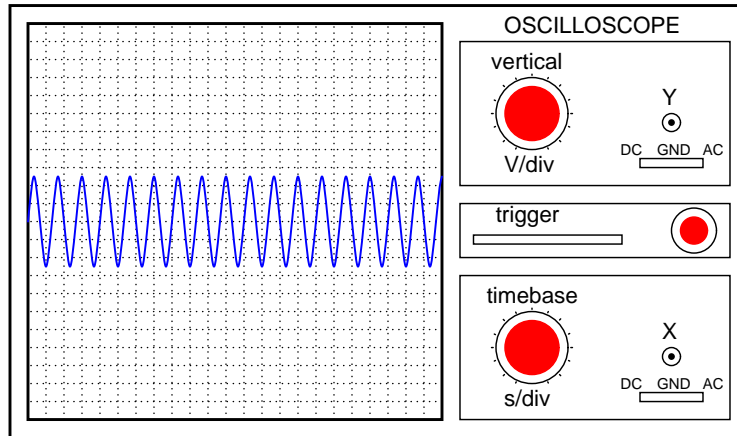 OSCILLOSCOPE
vertical
Y
V/div
DC GND AC
trigger
timebase
X
s/div
DC GND AC